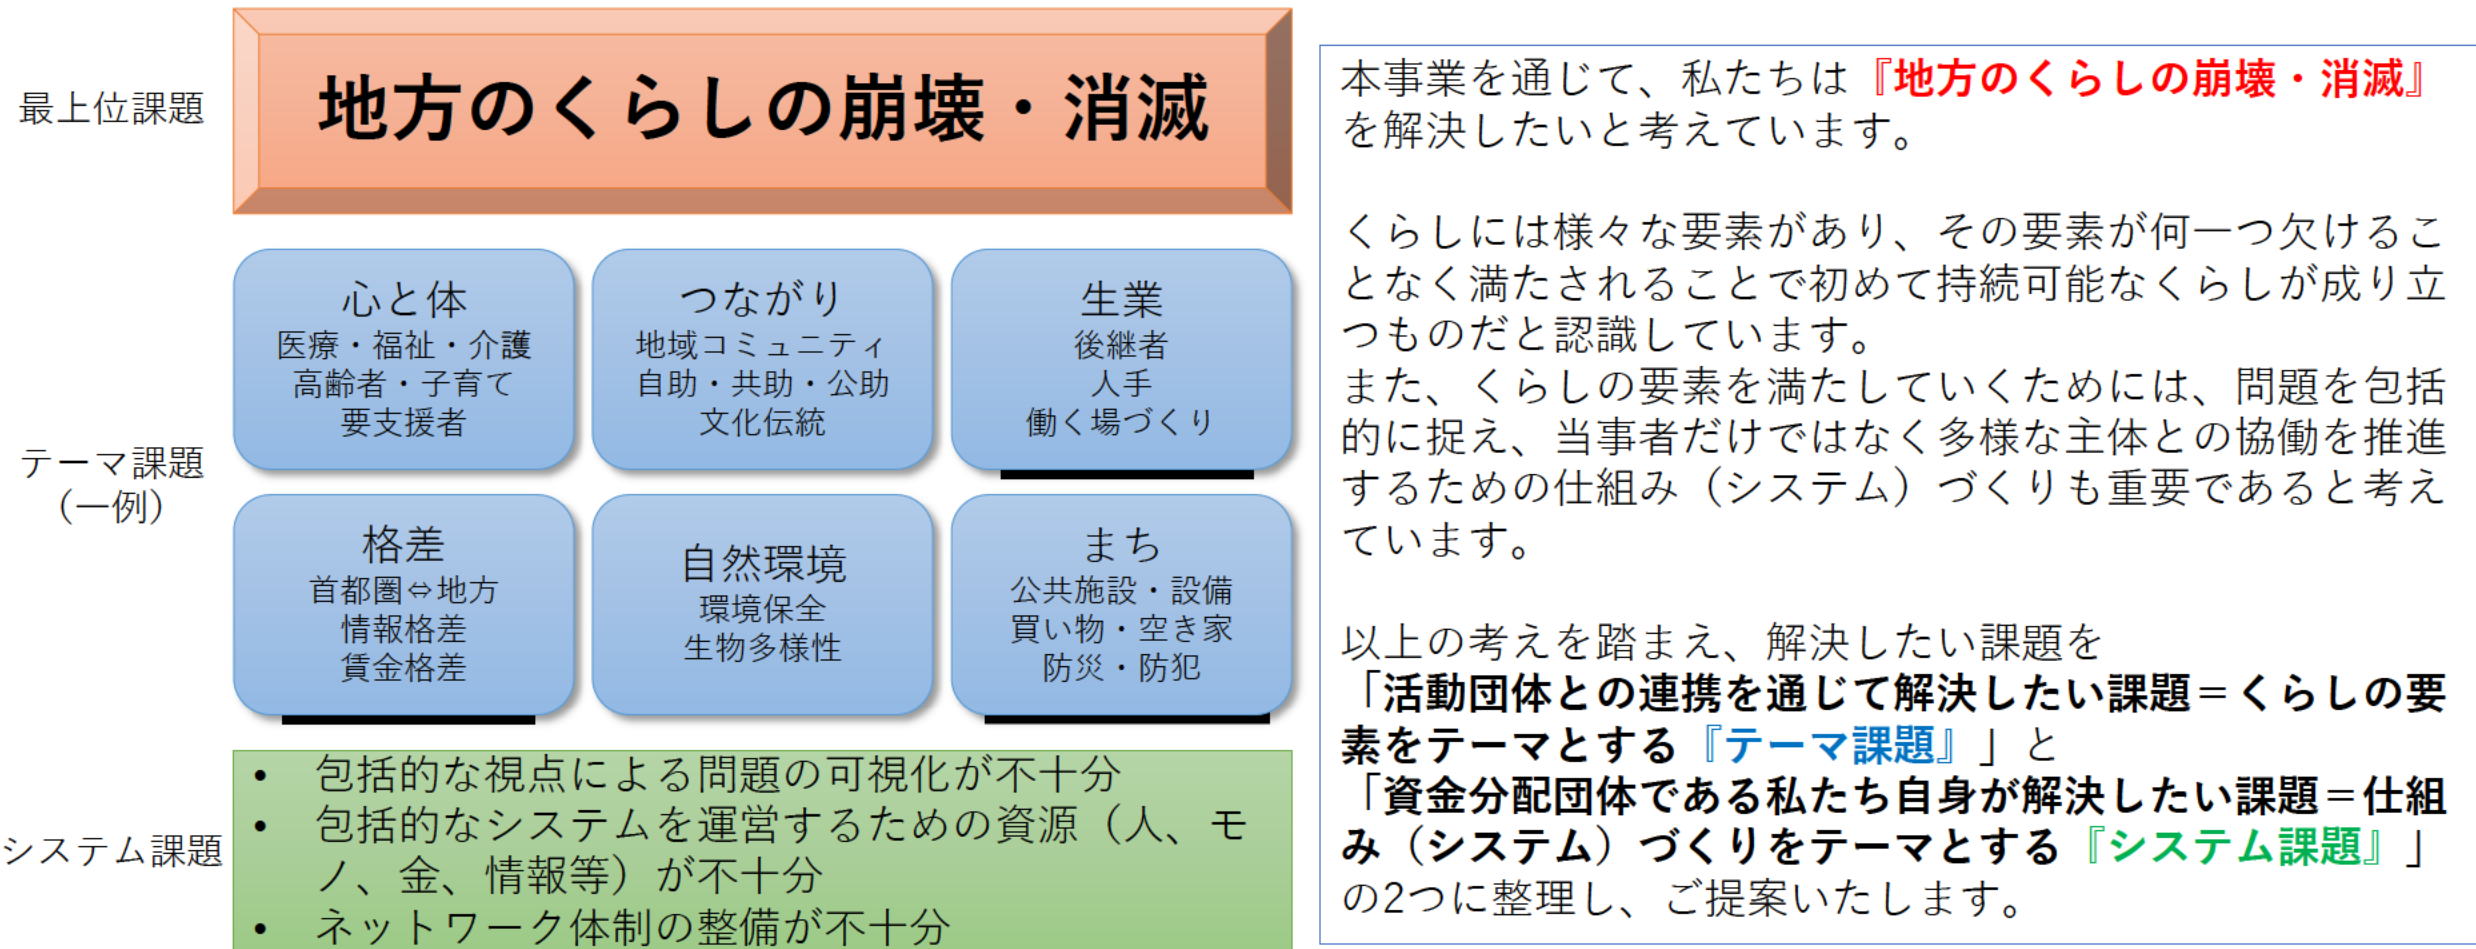 最上位課題
地方のくらしの崩壊・消滅
テーマ課題
（一例）
心と体
医療・福祉・介護
高齢者・子育て
要支援者
つながり
地域コミュニティ
自助・共助・公助
文化伝統
生業
後継者
人手
働く場づくり
格差
首都圏⇔地方
情報格差
賃金格差
自然環境
環境保全
生物多様性
まち
公共施設・設備
買い物・空き家
防災・防犯
システム課題
• 包括的な視点による問題の可視化が不十分
• 包括的なシステムを運営するための資源（人、モ
ノ、金、情報等）が不十分
• ネットワーク体制の整備が不十分
本事業を通じて、私たちは『地方のくらしの崩壊・消滅』
を解決したいと考えています。
くらしには様々な要素があり、その要素が何一つ欠けるこ
となく満たされることで初めて持続可能なくらしが成り立
つものだと認識しています。
また、くらしの要素を満たしていくためには、問題を包括
的に捉え、当事者だけではなく多様な主体との協働を推進
するための仕組み（システム）づくりも重要であると考え
ています。
以上の考えを踏まえ、解決したい課題を
「活動団体との連携を通じて解決したい課題＝くらしの要
素をテーマとする『テーマ課題』」と
「資金分配団体である私たち自身が解決したい課題＝仕組
み（システム）づくりをテーマとする『システム課題』」
の2つに整理し、ご提案いたします。